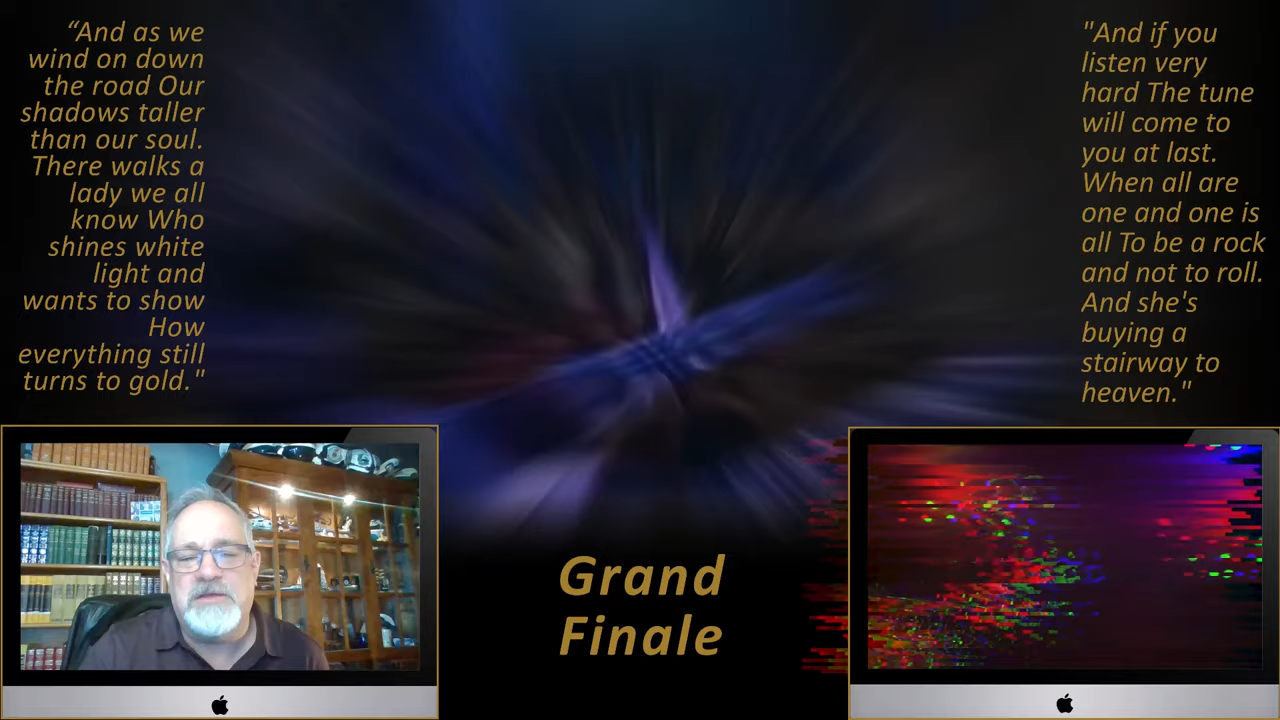 “And as we
wind on down
the road Our
shadows taller
than our soul.
There walks a
lady we all
know Who
shines white
light and
wants to show
How
everything still
turns to gold."
"And if you
listen very
hard The tune
will come to
you at last.
When all are
one and one is
all To be a rock
and not to roll.
And she's
buying a
stairway to
heaven."
Grand
Finale